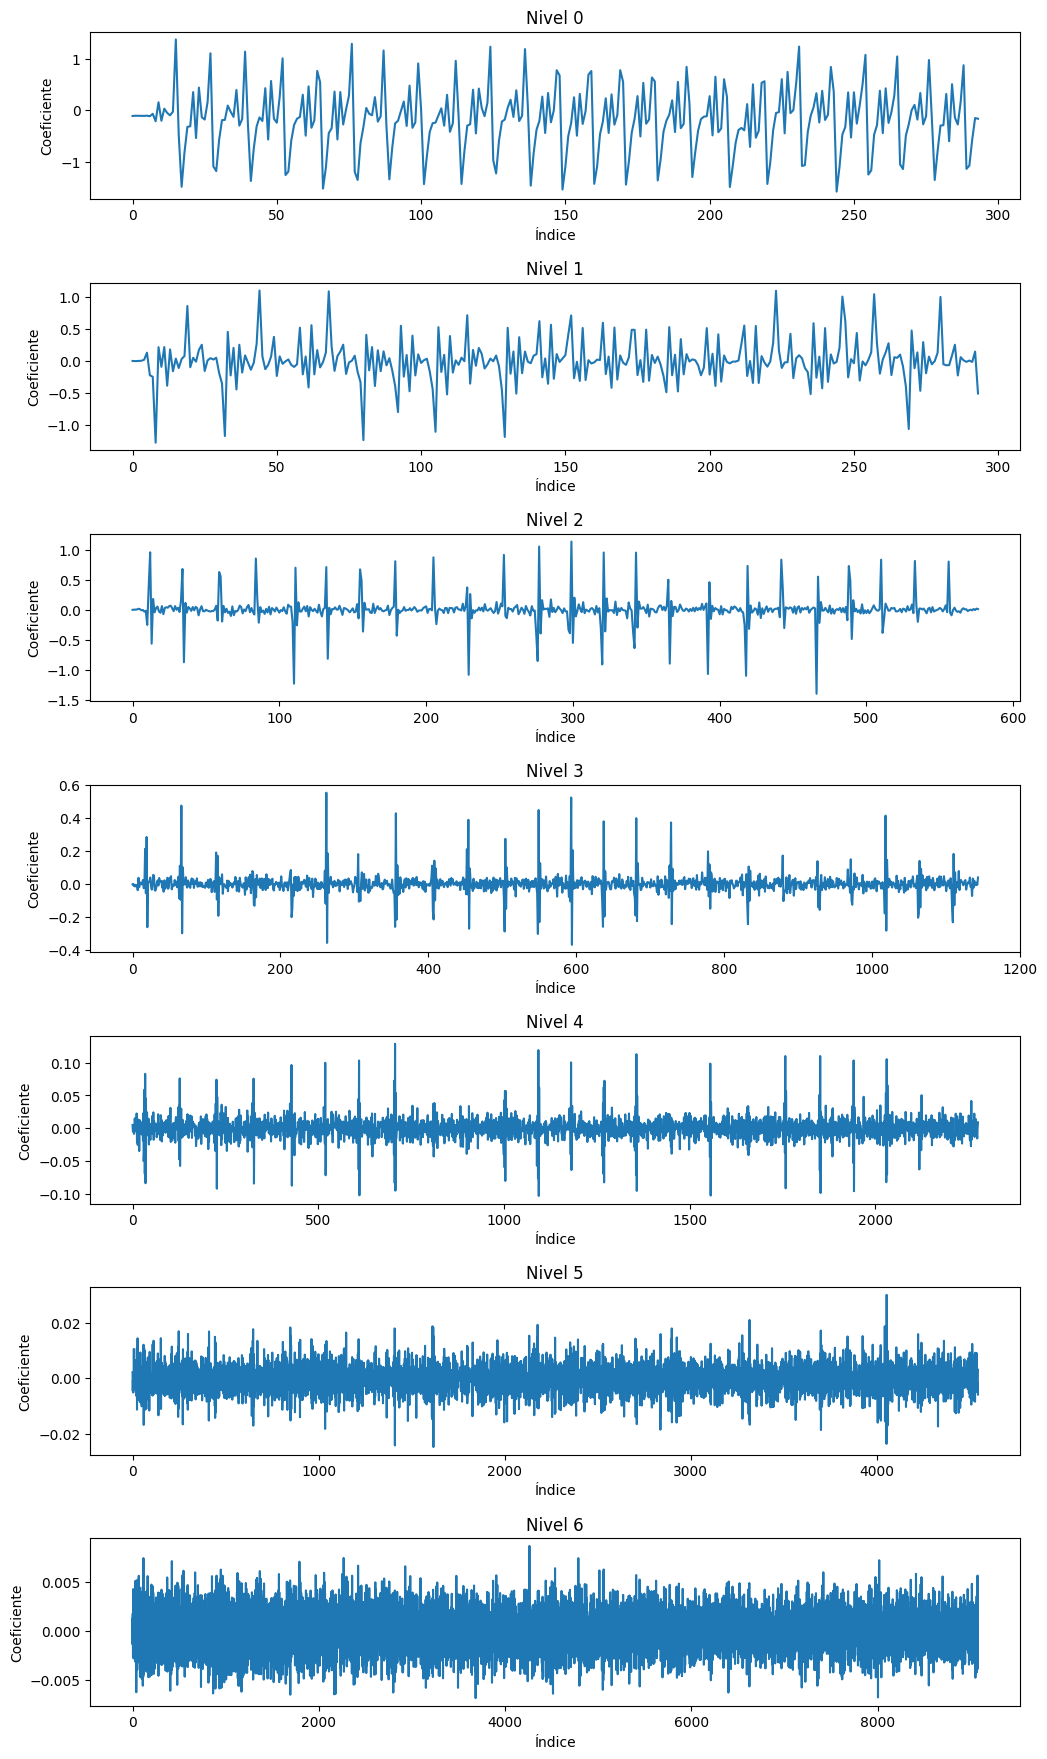 Nivel 0
Coeficiente
1
0
−1
0 50 100 150 200 250 300
Índice
Nivel 1
Coeficiente
1.0
0.5
0.0
−0.5
−1.0
0 50 100 150 200 250 300
Índice
Nivel 2
Coeficiente
1.0
0.5
0.0
−0.5
−1.0
−1.5
0 100 200 300 400 500 600
Índice
Nivel 3
Coeficiente
0.6
0.4
0.2
0.0
−0.2
−0.4
0 200 400 600 800 1000 1200
Índice
Nivel 4
Coeficiente
0.10
0.05
0.00
−0.05
−0.10
0 500 1000 1500 2000
Índice
Nivel 5
Coeficiente
0.02
0.00
−0.02
0 1000 2000 3000 4000
Índice
Nivel 6
Coeficiente
0.005
0.000
−0.005
0 2000 4000 6000 8000
Índice